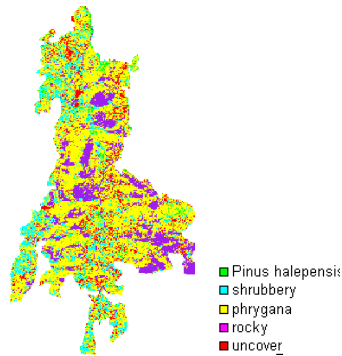 Pinus halepensis
shrubbery
phrygana
rocky
uncover